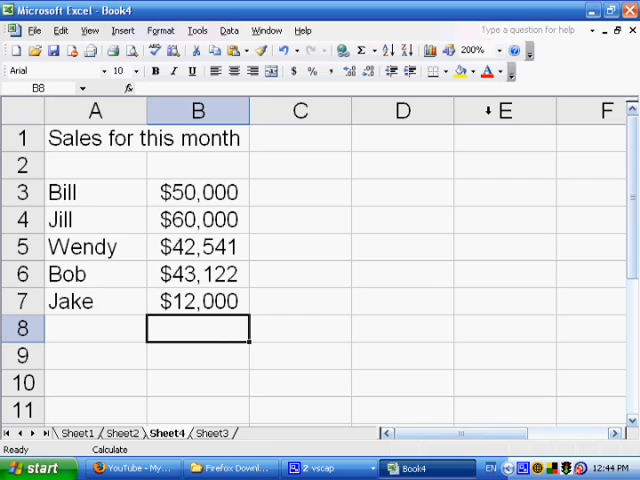 Microsoft Excel - Book4
File Edit View Insert Format Tools Data Window Help
Type a question for help
200%
Arial 10 B I U $ % ,
B8 fx
A B C D E F
1 Sales for this month
2
3 Bill $50,000
4 Jill $60,000
5 Wendy $42,541
6 Bob $43,122
7 Jake $12,000
8
9
10
11
Sheet1 Sheet2 Sheet4 Sheet3
Ready Calculate
start YouTube - My... Firefox Downl... 2 vscap Book4 EN 12:44 PM